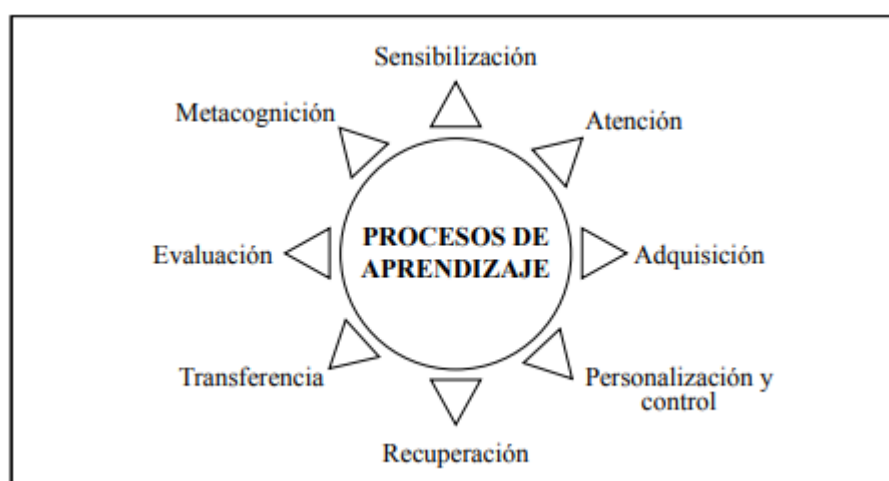 Sensibilización
Metacognición
Atención
PROCESOS DE
APRENDIZAJE
Evaluación
Adquisición
Transferencia
Personalización y
control
Recuperación